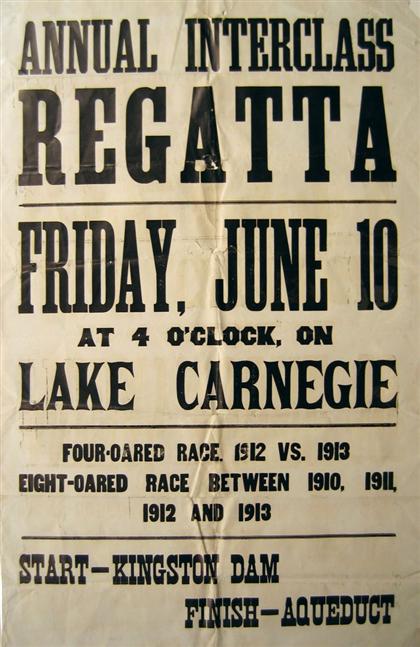 ANNUAL INTERCLASS
REGATTA
FRIDAY, JUNE 10
AT 4 O'CLOCK, ON
LAKE CARNEGIE
FOUR-OARED RACE. 1912 VS. 1913
EIGHT-OARED RACE BETWEEN 1910, 1911,
1912 AND 1913
START—KINGSTON DAM
FINISH—AQUEDUCT